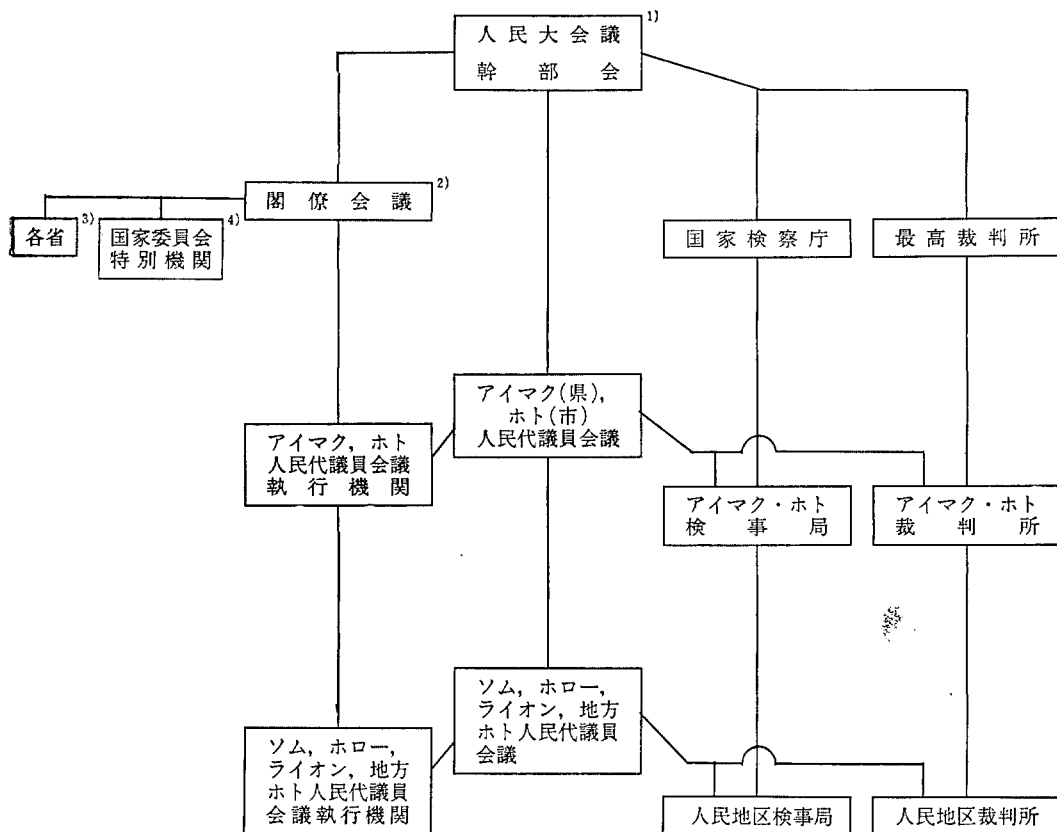 人民大会議 1)
幹部会
閣僚会議 2)
各省 3)
国家委員会 4)
特別機関
国家検察庁
最高裁判所
アイマク(県),
ホト(市)
人民代議員会議
アイマク, ホト
人民代議員会議
執行機関
アイマク・ホト
検事局
アイマク・ホト
裁判所
ソム, ホロー,
ライオン, 地方
ホト人民代議員
会議
ソム, ホロー,
ライオン, 地方
ホト人民代議員
会議執行機関
人民地区検事局
人民地区裁判所